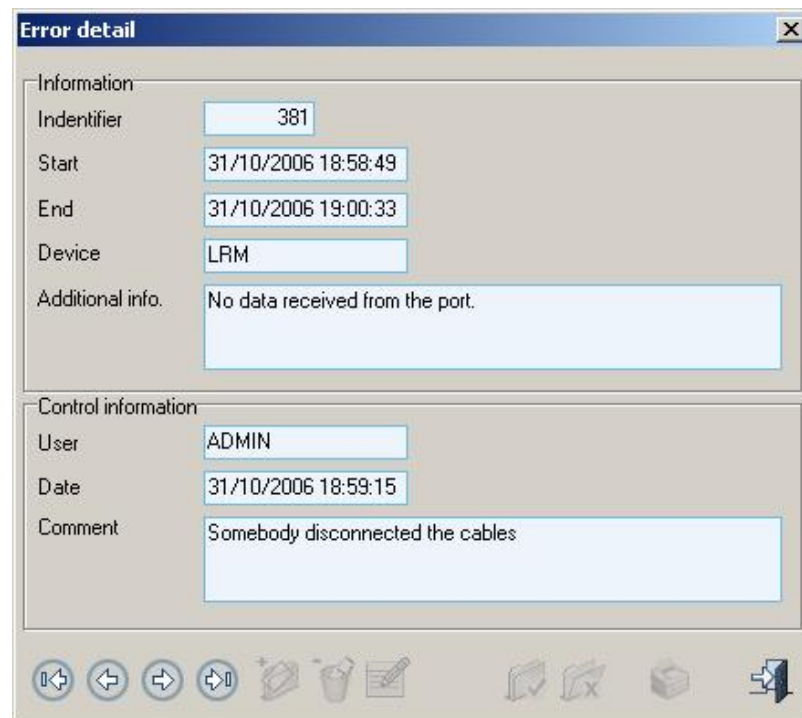 Error detail
Information
Indentifier 381
Start 31/10/2006 18:58:49
End 31/10/2006 19:00:33
Device LRM
Additional info. No data received from the port.
Control information
User ADMIN
Date 31/10/2006 18:59:15
Comment Somebody disconnected the cables